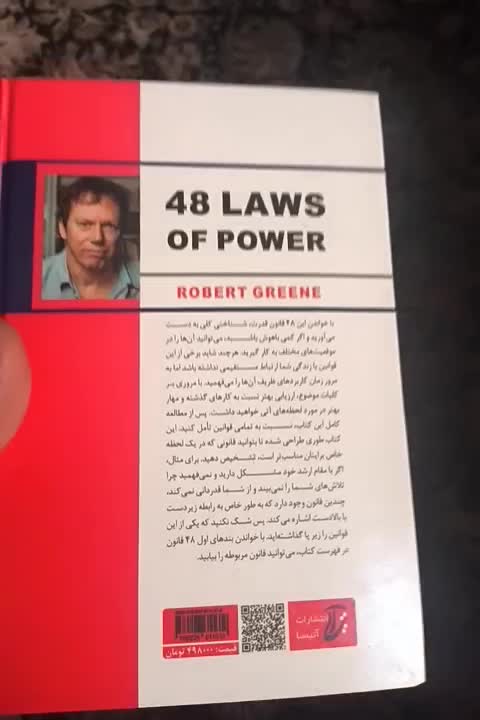 48 LAWS
OF POWER
ROBERT GREENE
با خواندن این ۴۸ قانون قدرت، شناختی کلی به دست
می‌آورید و اگر کمی باهوش باشید، می‌توانید آن‌ها را در
موقعیت‌های مختلف به کار گیرید. هرچند شاید برخی از این
قوانین با زندگی شما ارتباط مستقیمی نداشته باشد اما به
مرور زمان کاربردهای ظریف آن‌ها را می‌فهمید. با مروری بر
کلیات موضوع، ارزیابی بهتر نسبت به کارهای گذشته و مهار
بهتر در مورد لحظه‌های آتی خواهید داشت. پس از مطالعه
کامل این کتاب، نسبت به تمامی قوانین تأمل کنید. این
کتاب طوری طراحی شده تا بتوانید قانونی که در یک لحظه
خاص برایتان مناسب‌تر است، تشخیص دهید. برای مثال،
اگر با مقام ارشد خود مشکل دارید و نمی‌فهمید چرا
تلاش‌های شما را نمی‌بیند و از شما قدردانی نمی‌کند،
چندین قانون وجود دارد که به طور خاص به رابطه زیردست
با بالادست اشاره می‌کند. پس شک نکنید که یکی از این
قوانین را زیر پا گذاشته‌اید. با خواندن بندهای اول ۴۸ قانون
در فهرست کتاب، می‌توانید قانون مربوطه را بیابید.
انتشارات
آتیسا
قیمت: ۴۹۸۰۰۰ تومان